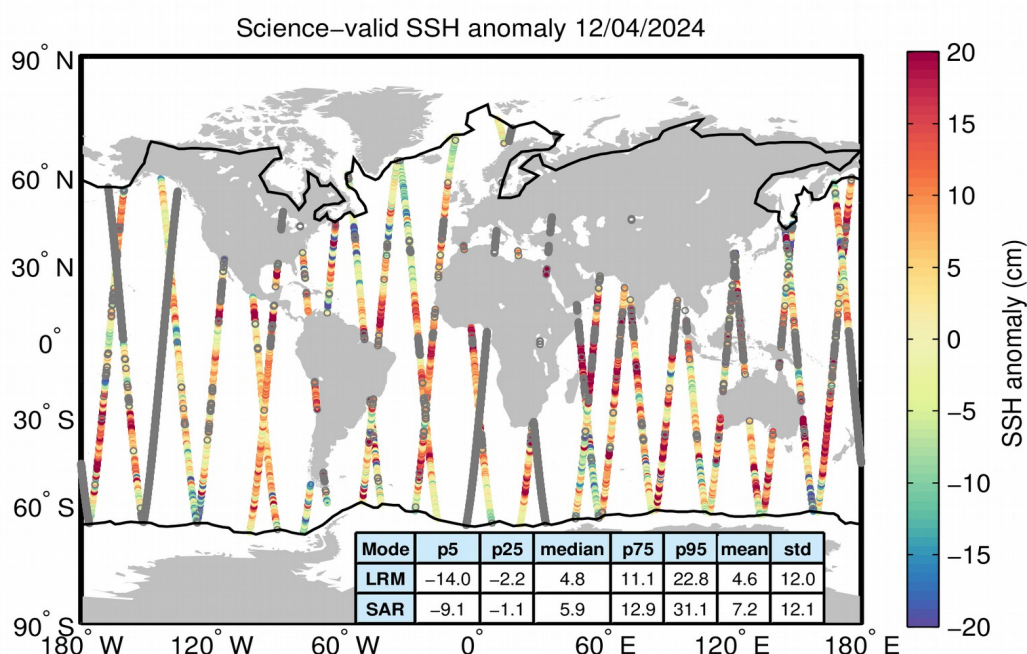 Science−valid SSH anomaly 12/04/2024
90° N
60° N
30° N
0°
30° S
60° S
90° S
180° W
120° W
60° W
0°
60° E
120° E
180° E
Mode p5 p25 median p75 p95 mean std
LRM −14.0 −2.2 4.8 11.1 22.8 4.6 12.0
SAR −9.1 −1.1 5.9 12.9 31.1 7.2 12.1
20
15
10
5
0
−5
−10
−15
−20
SSH anomaly (cm)